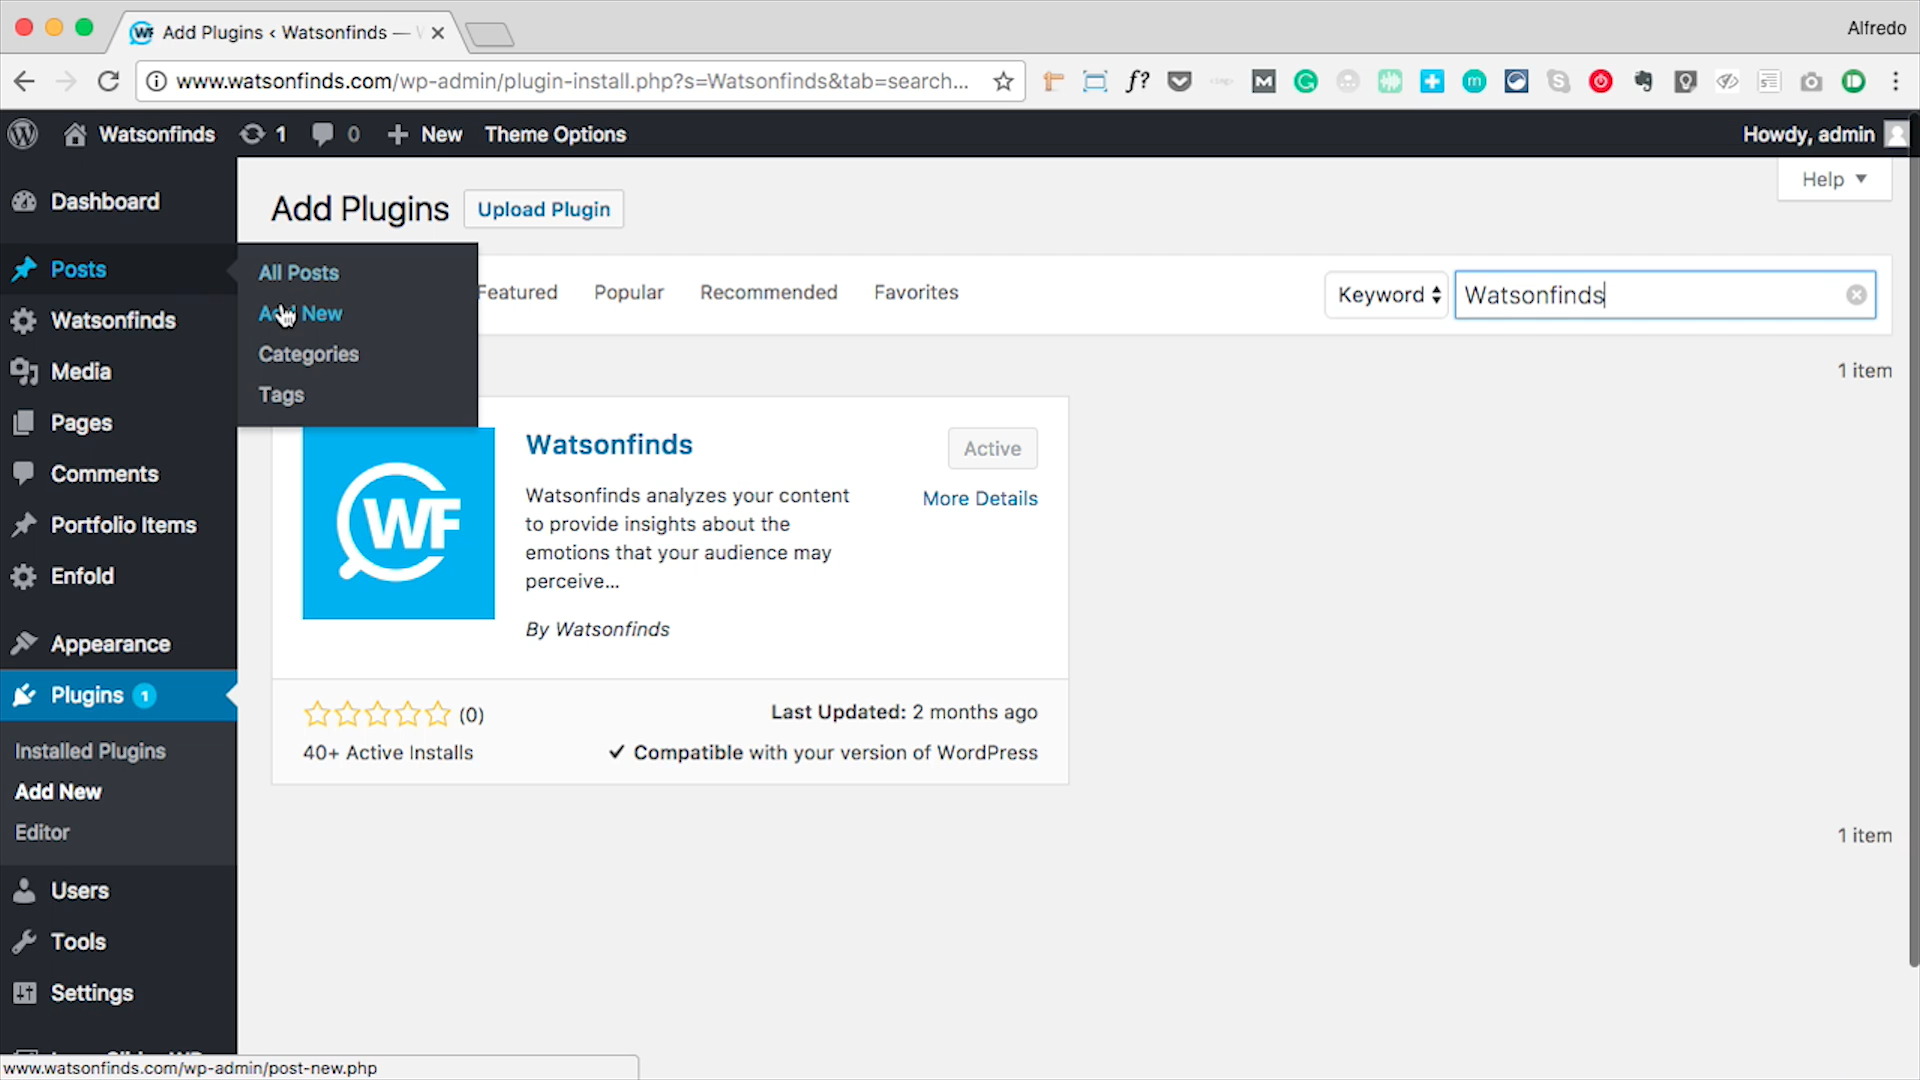 Add Plugins ‹ Watsonfinds —
Alfredo
www.watsonfinds.com/wp-admin/plugin-install.php?s=Watsonfinds&tab=search...
Watsonfinds 1 0 New Theme Options
Howdy, admin
Help
Dashboard
Posts
Watsonfinds
Media
Pages
Comments
Portfolio Items
Enfold
Appearance
Plugins 1
Installed Plugins
Add New
Editor
Users
Tools
Settings
All Posts
Add New
Categories
Tags
Add Plugins
Upload Plugin
Featured Popular Recommended Favorites
Keyword
Watsonfinds
1 item
WF
Watsonfinds
Active
More Details
Watsonfinds analyzes your content
to provide insights about the
emotions that your audience may
perceive...
By Watsonfinds
(0)
40+ Active Installs
Last Updated: 2 months ago
Compatible with your version of WordPress
1 item
www.watsonfinds.com/wp-admin/post-new.php